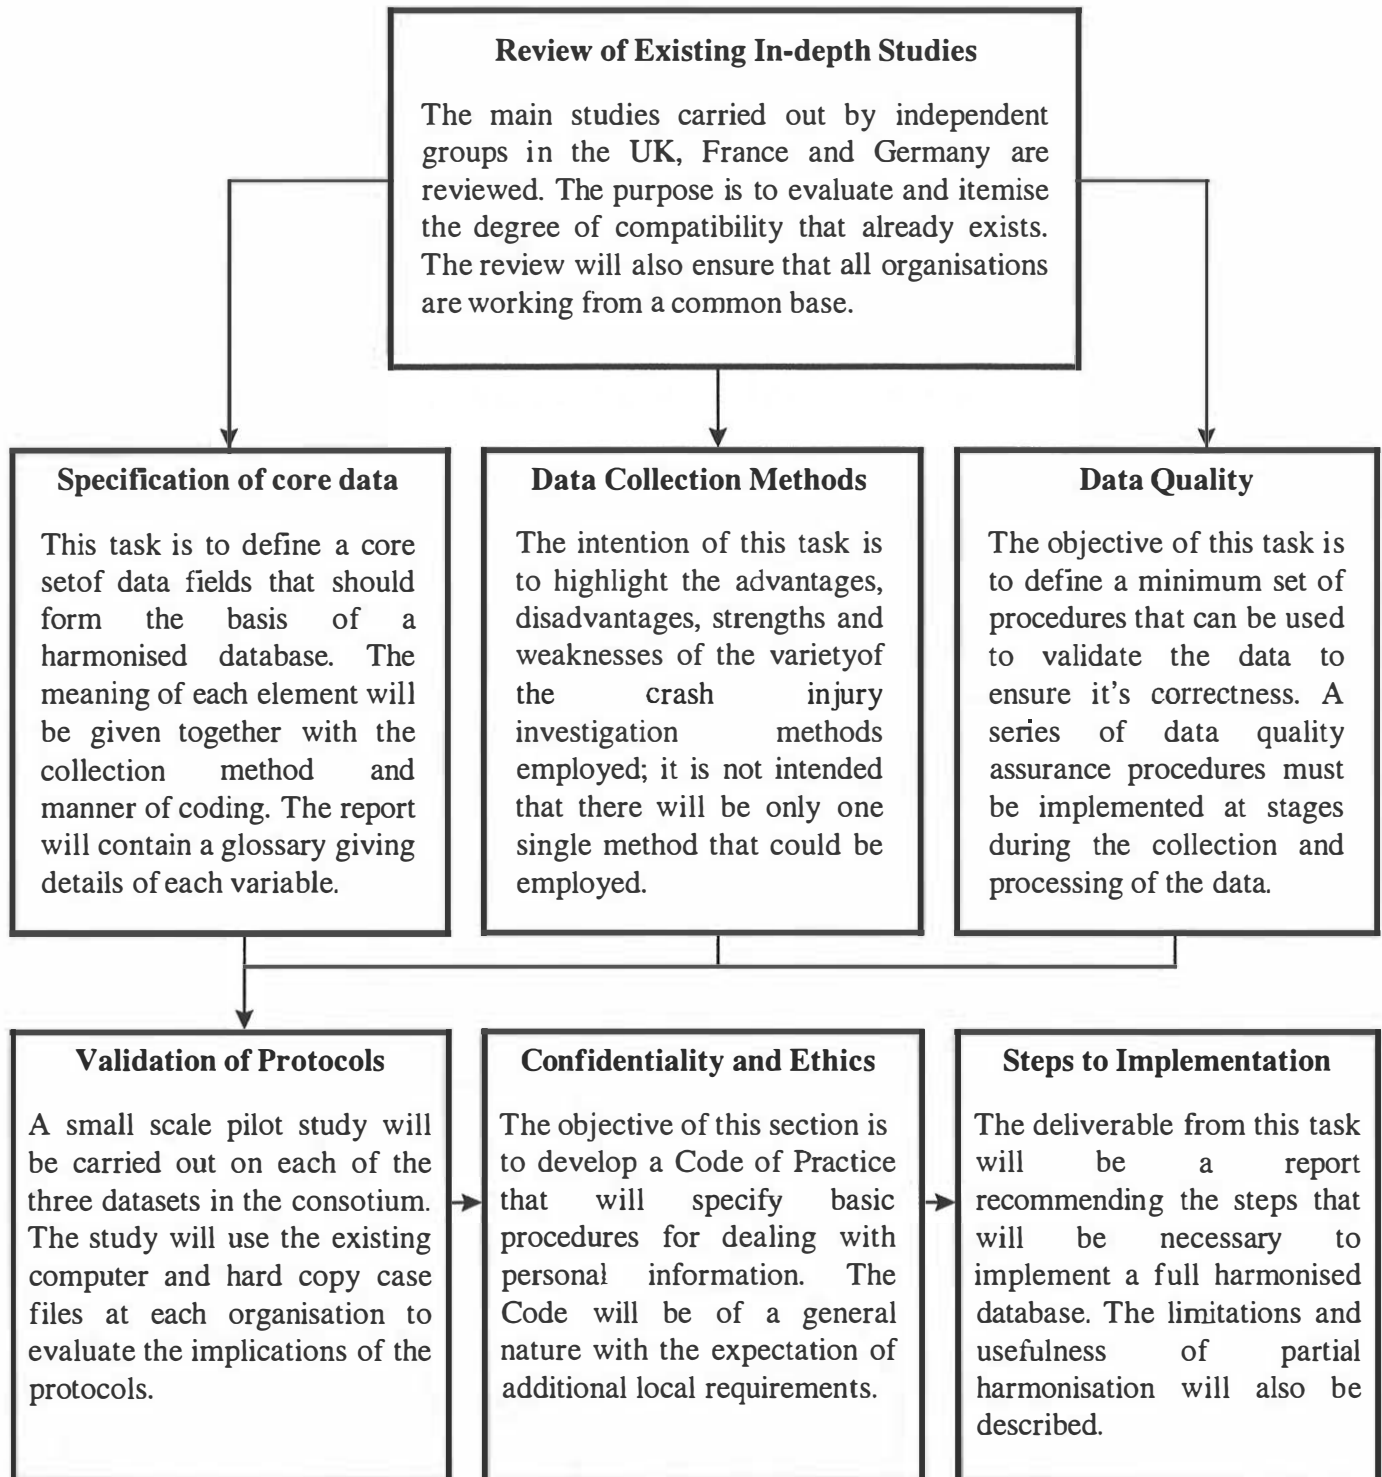 Review of Existing In-depth Studies
The main studies carried out by independent
groups in the UK, France and Germany are
reviewed. The purpose is to evaluate and itemise
the degree of compatibility that already exists.
The review will also ensure that all organisations
are working from a common base.
Specification of core data
This task is to define a core
setof data fields that should
form the basis of a
harmonised database. The
meaning of each element will
be given together with the
collection method and
manner of coding. The report
will contain a glossary giving
details of each variable.
Data Collection Methods
The intention of this task is
to highlight the advantages,
disadvantages, strengths and
weaknesses of the varietyof
the crash injury
investigation methods
employed; it is not intended
that there will be only one
single method that could be
employed.
Data Quality
The objective of this task is
to define a minimum set of
procedures that can be used
to validate the data to
ensure it's correctness. A
series of data quality
assurance procedures must
be implemented at stages
during the collection and
processing of the data.
Validation of Protocols
A small scale pilot study will
be carried out on each of the
three datasets in the consotium.
The study will use the existing
computer and hard copy case
files at each organisation to
evaluate the implications of the
protocols.
Confidentiality and Ethics
The objective of this section is
to develop a Code of Practice
that will specify basic
procedures for dealing with
personal information. The
Code will be of a general
nature with the expectation of
additional local requirements.
Steps to Implementation
The deliverable from this task
will be a report
recommending the steps that
will be necessary to
implement a full harmonised
database. The limitations and
usefulness of partial
harmonisation will also be
described.